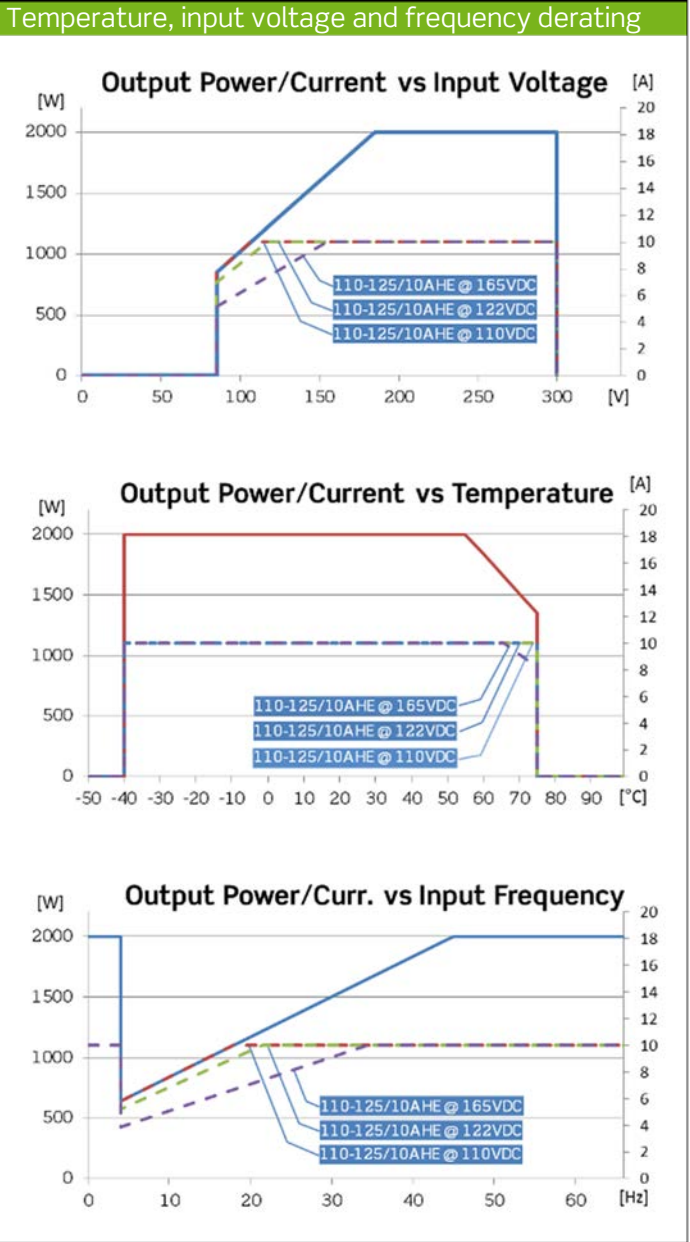 Temperature, input voltage and frequency derating
Output Power/Current vs Input Voltage
[W]
[A]
2000
1500
1000
500
0
20
18
16
14
12
10
8
6
4
2
0
110-125/10AHE @ 165VDC
110-125/10AHE @ 122VDC
110-125/10AHE @ 110VDC
0 50 100 150 200 250 300 [V]
Output Power/Current vs Temperature
[W]
[A]
2000
1500
1000
500
0
20
18
16
14
12
10
8
6
4
2
0
110-125/10AHE @ 165VDC
110-125/10AHE @ 122VDC
110-125/10AHE @ 110VDC
-50 -40 -30 -20 -10 0 10 20 30 40 50 60 70 80 90 [°C]
Output Power/Curr. vs Input Frequency
[W]
2000
1500
1000
500
0
20
18
16
14
12
10
8
6
4
2
0
110-125/10AHE @ 165VDC
110-125/10AHE @ 122VDC
110-125/10AHE @ 110VDC
0 10 20 30 40 50 60 [Hz]